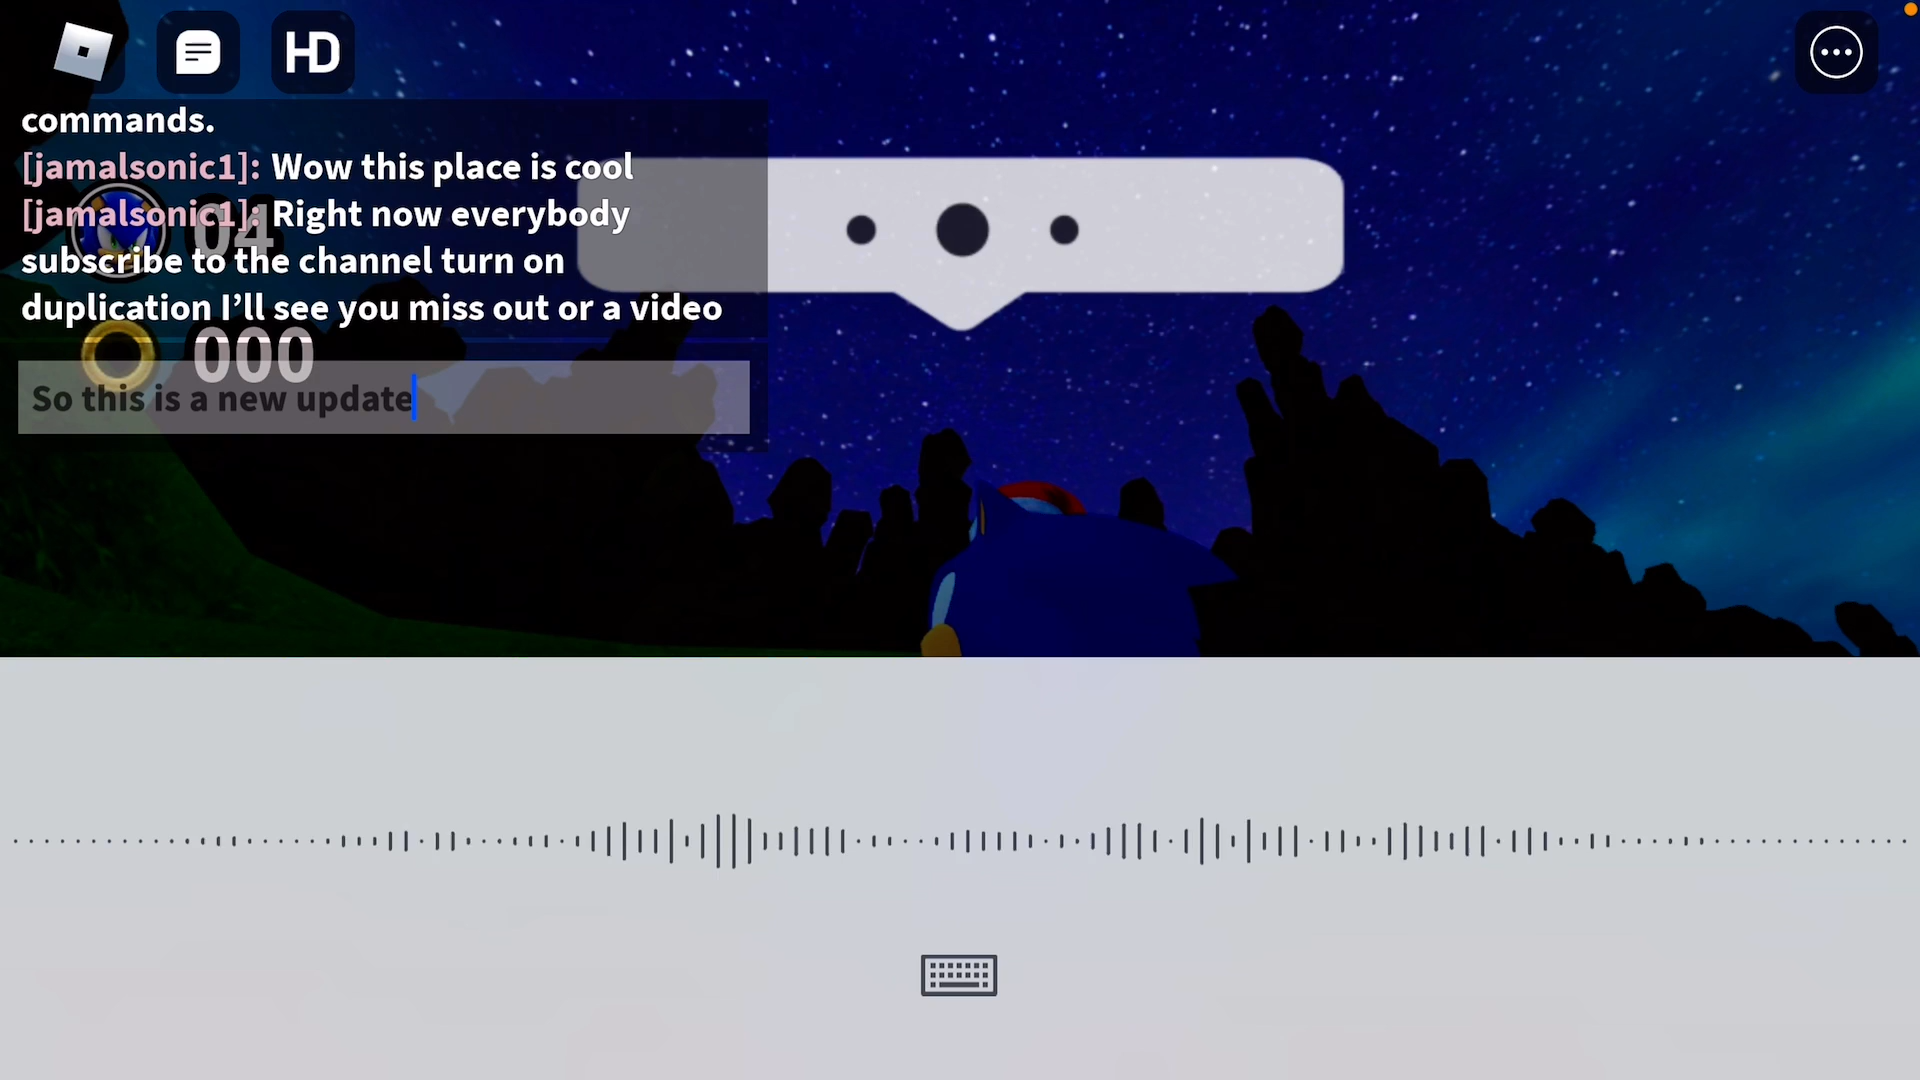 HD
commands.
[jamalsonic1]: Wow this place is cool
[jamalsonic1]: Right now everybody
04
subscribe to the channel turn on
duplication I’ll see you miss out or a video
000
So this is a new update